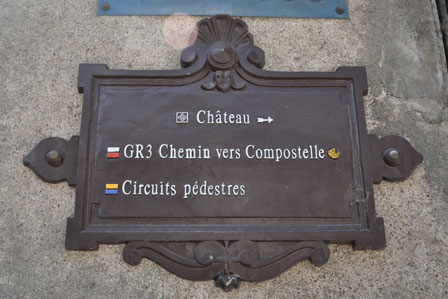 Château
GR3 Chemin vers Compostelle
Circuits pédestres